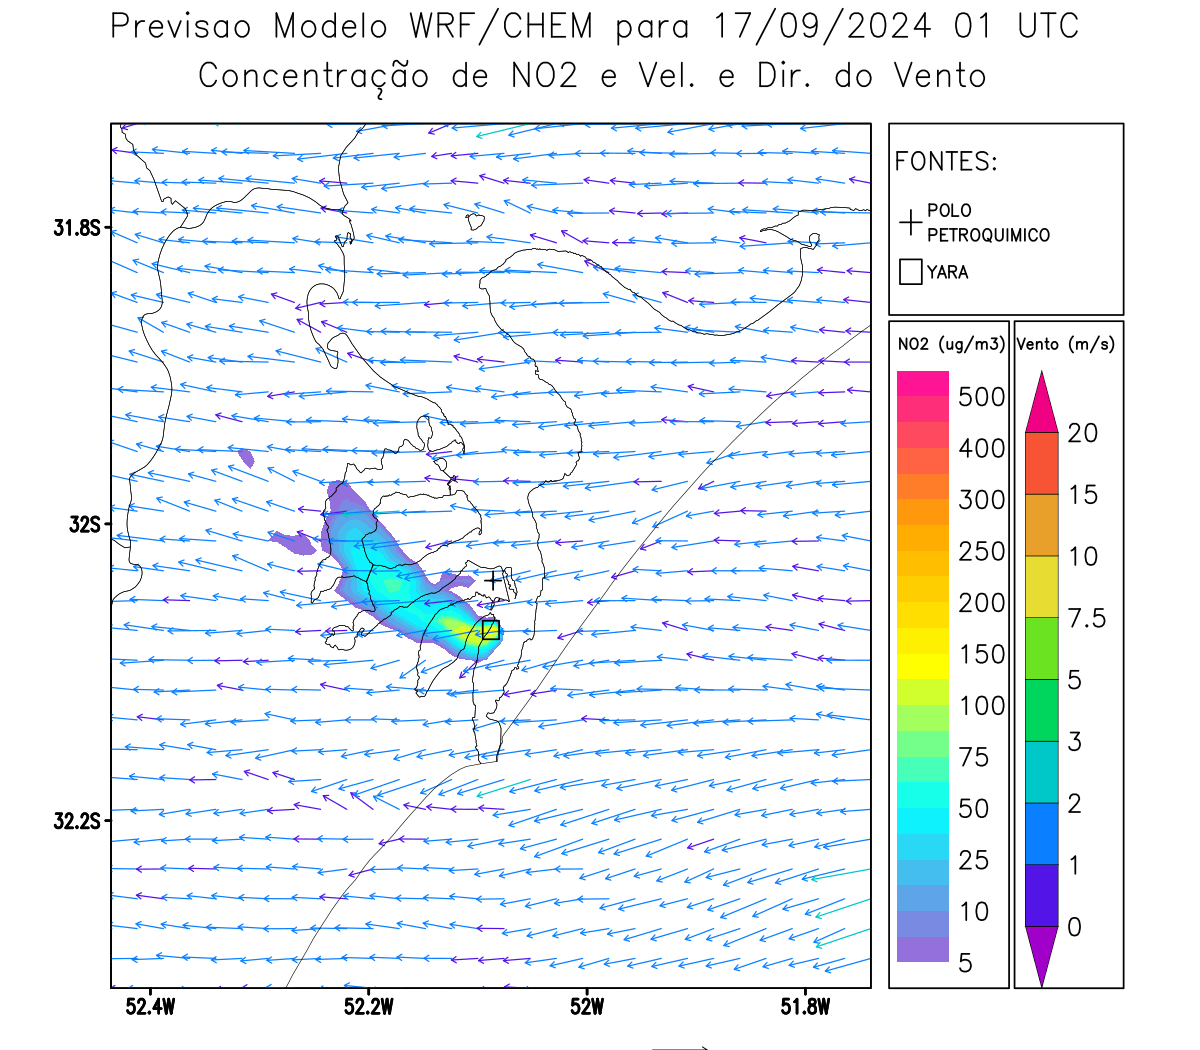 Previsao Modelo WRF/CHEM para 17/09/2024 01 UTC
Concentração de NO2 e Vel. e Dir. do Vento
FONTES:
POLO
PETROQUIMICO
YARA
31.8S
32S
32.2S
52.4W
52.2W
52W
51.8W
NO2 (ug/m3)
500
400
300
250
200
150
100
75
50
25
10
5
Vento (m/s)
20
15
10
7.5
5
3
2
1
0